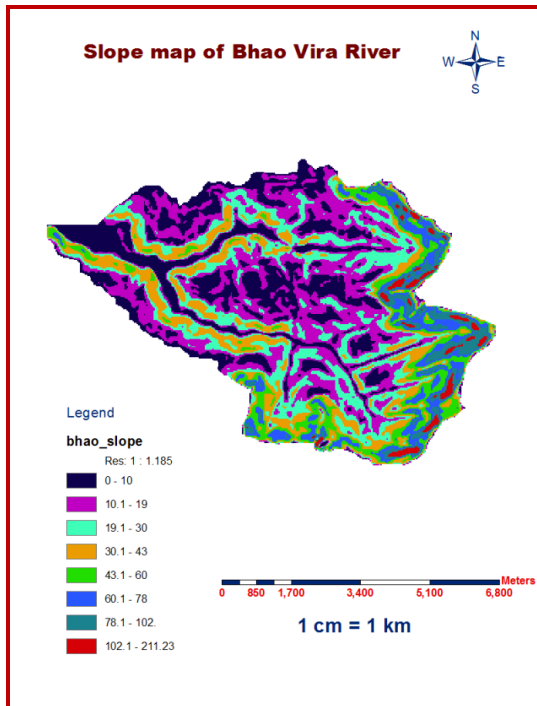 Slope map of Bhao Vira River
N
W E
S
Legend
bhao_slope
Res: 1 : 1.185
0 - 10
10.1 - 19
19.1 - 30
30.1 - 43
43.1 - 60
60.1 - 78
78.1 - 102.
102.1 - 211.23
Meters
0 850 1,700 3,400 5,100 6,800
1 cm = 1 km